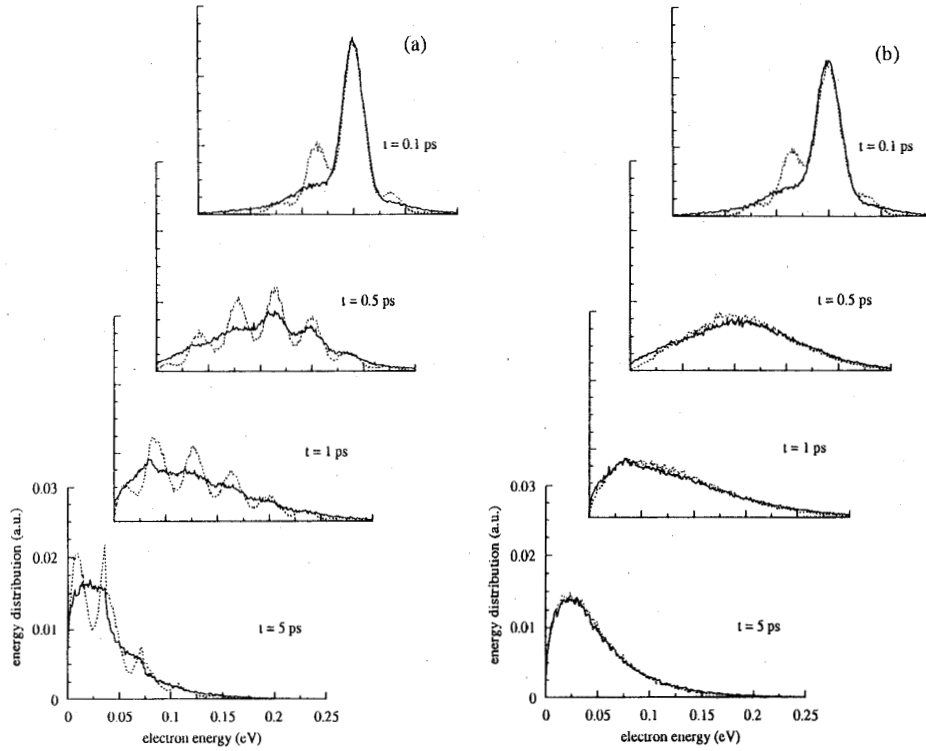 (a)
t = 0.1 ps
t = 0.5 ps
t = 1 ps
t = 5 ps
0.03
0.02
0.01
0
energy distribution (a.u.)
0 0.05 0.1 0.15 0.2 0.25
electron energy (eV)
(b)
t = 0.1 ps
t = 0.5 ps
t = 1 ps
t = 5 ps
0.03
0.02
0.01
0
energy distribution (a.u.)
0 0.05 0.1 0.15 0.2 0.25
electron energy (eV)